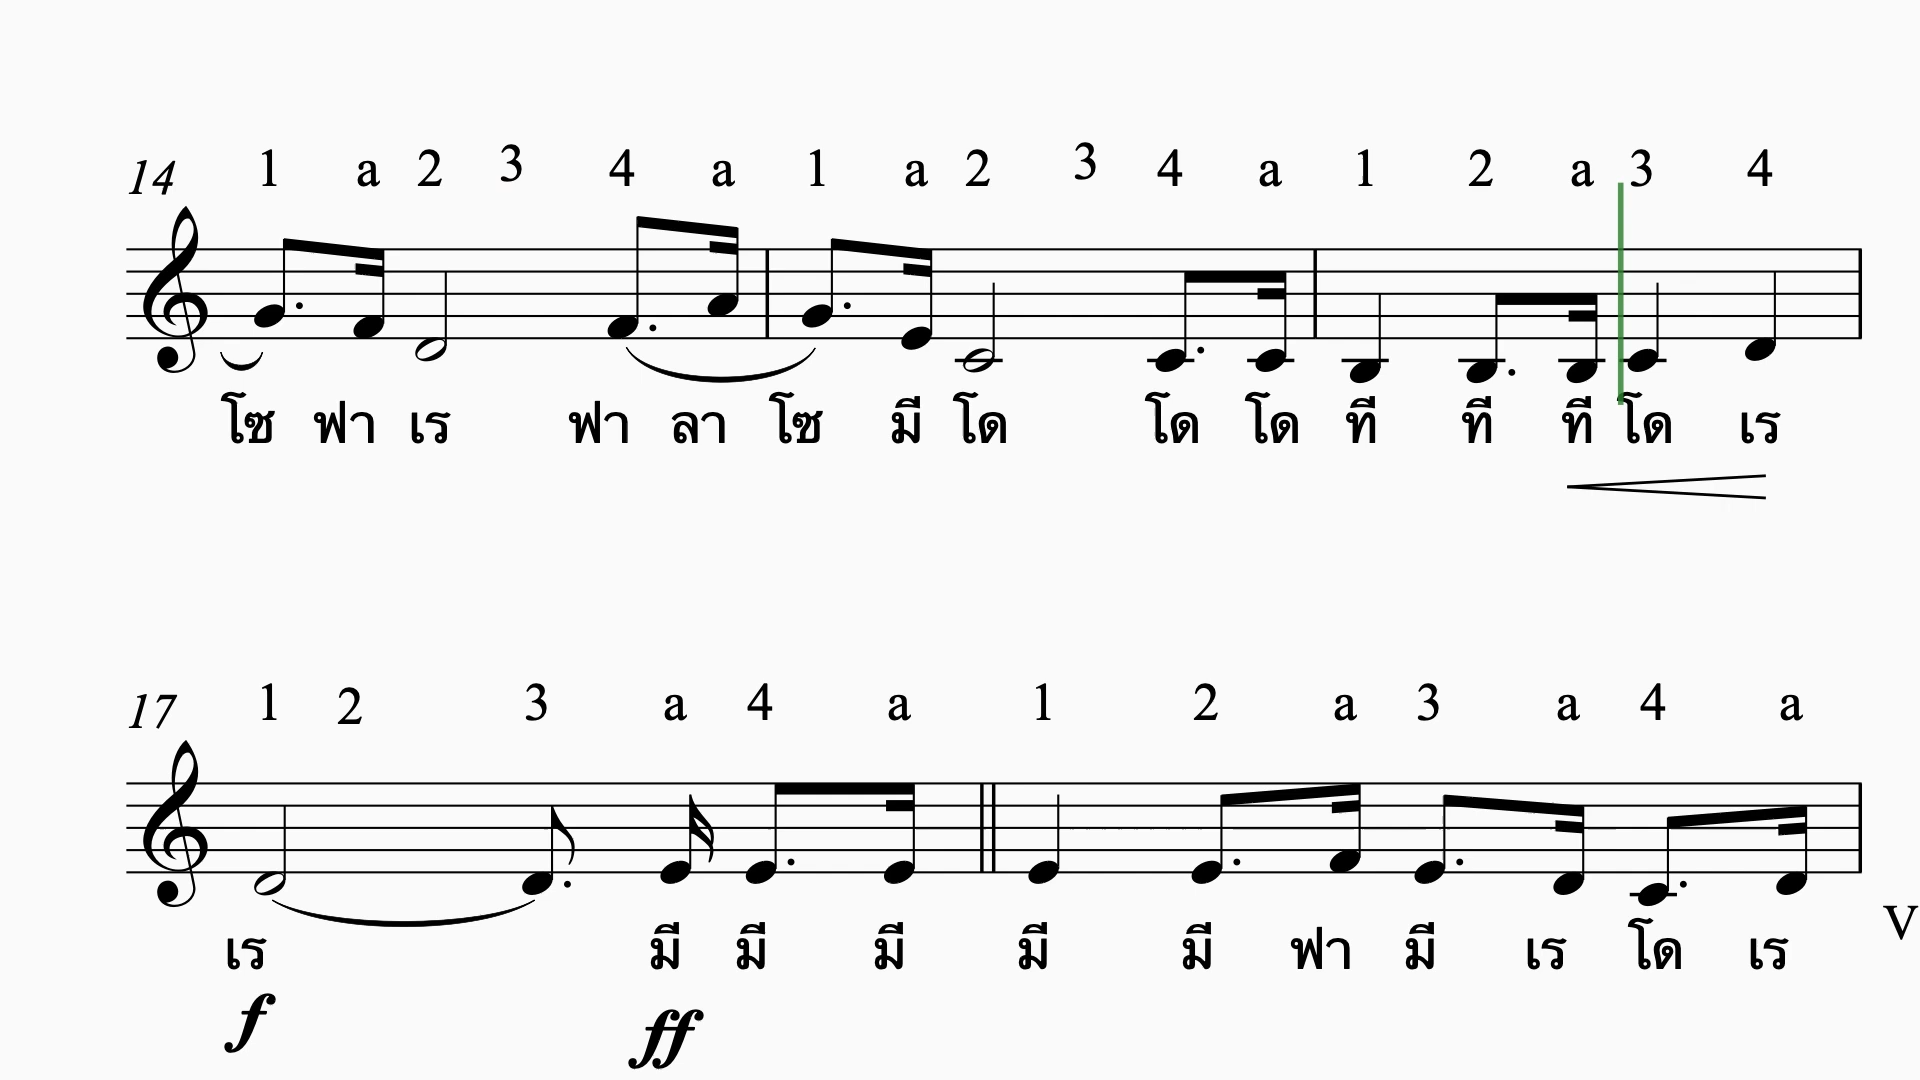 14 1 a 2 3 4 a 1 a 2 3 4 a 1 2 a 3 4
โซ ฟา เร ฟา ลา โซ มี โด โด โด ที ที ที โด เร
17 1 2 3 a 4 a 1 2 a 3 a 4 a
เร มี มี มี มี มี ฟา มี เร โด เร
V
f ff